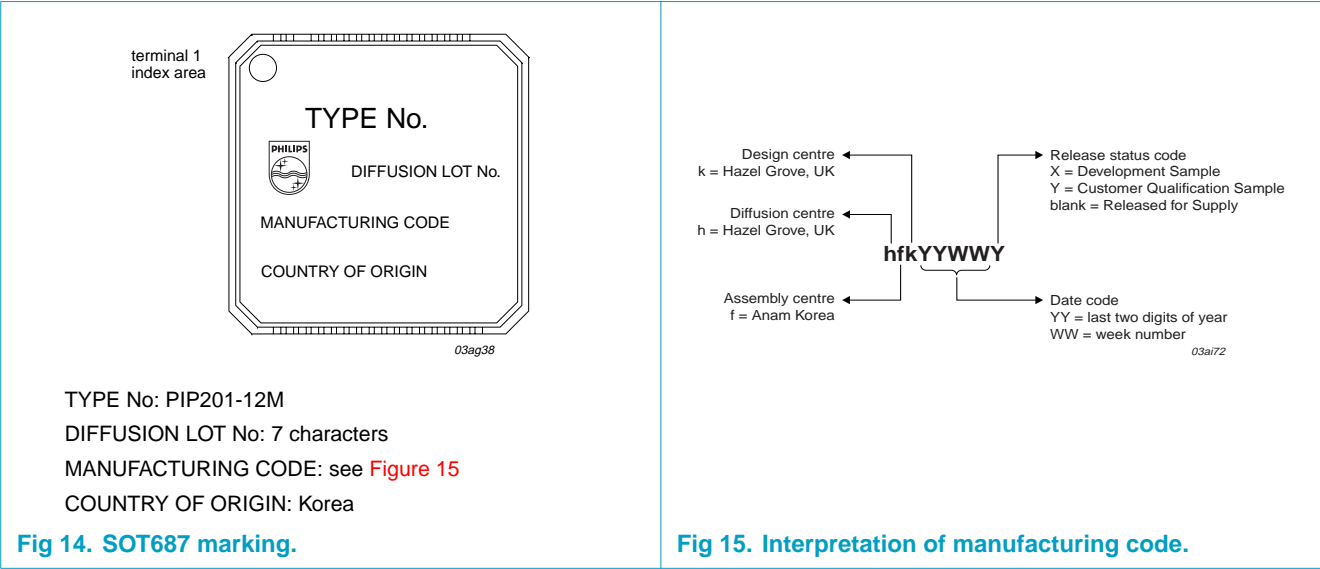 terminal 1
index area
TYPE No.
PHILIPS
DIFFUSION LOT No.
MANUFACTURING CODE
COUNTRY OF ORIGIN
03ag38
TYPE No: PIP201-12M
DIFFUSION LOT No: 7 characters
MANUFACTURING CODE: see Figure 15
COUNTRY OF ORIGIN: Korea
Fig 14. SOT687 marking.
Design centre
k = Hazel Grove, UK
Diffusion centre
h = Hazel Grove, UK
hfkYYWWY
Assembly centre
f = Anam Korea
Release status code
X = Development Sample
Y = Customer Qualification Sample
blank = Released for Supply
Date code
YY = last two digits of year
WW = week number
03ai72
Fig 15. Interpretation of manufacturing code.